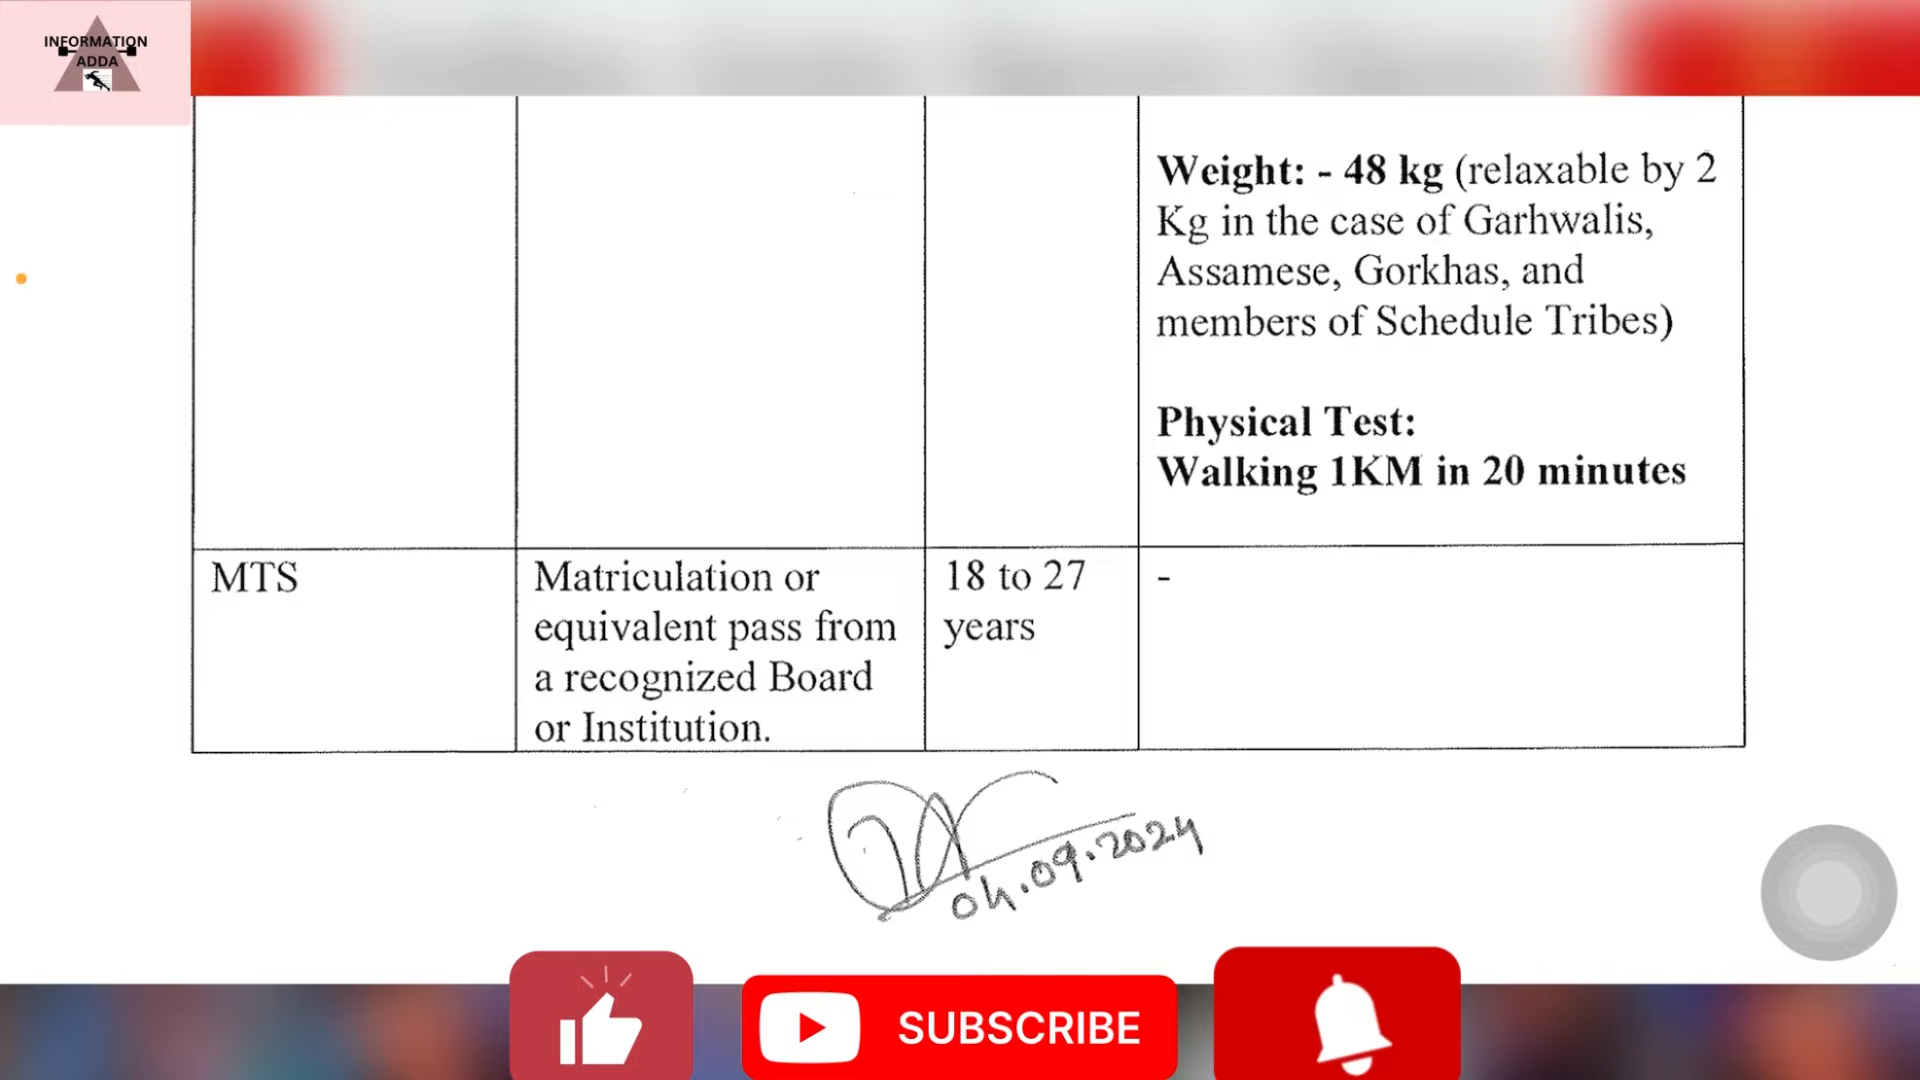 INFORMATION
ADDA
Weight: - 48 kg (relaxable by 2
Kg in the case of Garhwalis,
Assamese, Gorkhas, and
members of Schedule Tribes)
Physical Test:
Walking 1KM in 20 minutes
MTS
Matriculation or
equivalent pass from
a recognized Board
or Institution.
18 to 27
years
-
04.09.2024
SUBSCRIBE